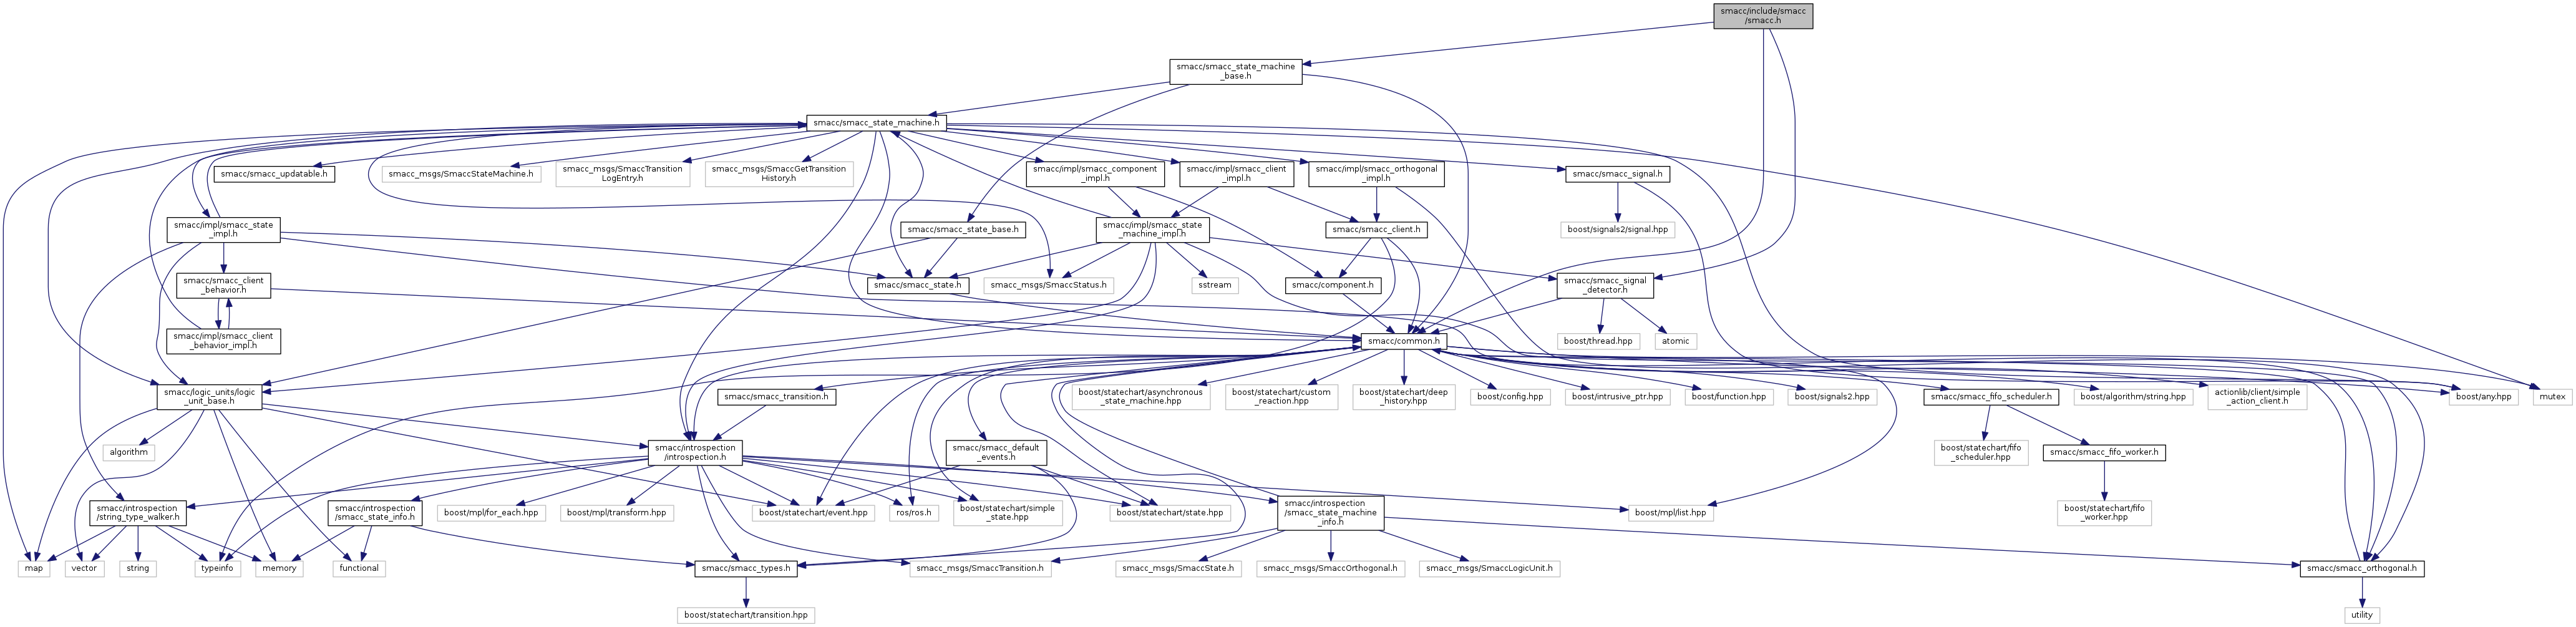 smacc/include/smacc
/smacc.h
smacc/smacc_state_machine
_base.h
smacc/smacc_state_machine.h
smacc/smacc_updatable.h
smacc_msgs/SmaccStateMachine.h
smacc_msgs/SmaccTransition
LogEntry.h
smacc_msgs/SmaccGetTransition
History.h
smacc/impl/smacc_component
_impl.h
smacc/impl/smacc_client
_impl.h
smacc/impl/smacc_orthogonal
_impl.h
smacc/smacc_signal.h
smacc/impl/smacc_state
_impl.h
smacc/smacc_state_base.h
smacc/impl/smacc_state
_machine_impl.h
smacc/smacc_client.h
boost/signals2/signal.hpp
smacc/smacc_client
_behavior.h
smacc/smacc_state.h
smacc_msgs/SmaccStatus.h
sstream
smacc/component.h
smacc/smacc_signal
_detector.h
smacc/impl/smacc_client
_behavior_impl.h
smacc/common.h
boost/thread.hpp
atomic
smacc/logic_units/logic
_unit_base.h
smacc/smacc_transition.h
boost/statechart/asynchronous
_state_machine.hpp
boost/statechart/custom
_reaction.hpp
boost/statechart/deep
_history.hpp
boost/config.hpp
boost/intrusive_ptr.hpp
boost/function.hpp
boost/signals2.hpp
smacc/smacc_fifo_scheduler.h
boost/algorithm/string.hpp
actionlib/client/simple
_action_client.h
boost/any.hpp
mutex
algorithm
smacc/introspection
/introspection.h
smacc/smacc_default
_events.h
boost/statechart/fifo
_scheduler.hpp
smacc/smacc_fifo_worker.h
smacc/introspection
/string_type_walker.h
smacc/introspection
/smacc_state_info.h
boost/mpl/for_each.hpp
boost/mpl/transform.hpp
boost/statechart/event.hpp
ros/ros.h
boost/statechart/simple
_state.hpp
boost/statechart/state.hpp
smacc/introspection
/smacc_state_machine
_info.h
boost/mpl/list.hpp
boost/statechart/fifo
_worker.hpp
map
vector
string
typeinfo
memory
functional
smacc/smacc_types.h
smacc_msgs/SmaccTransition.h
smacc_msgs/SmaccState.h
smacc_msgs/SmaccOrthogonal.h
smacc_msgs/SmaccLogicUnit.h
smacc/smacc_orthogonal.h
boost/statechart/transition.hpp
utility